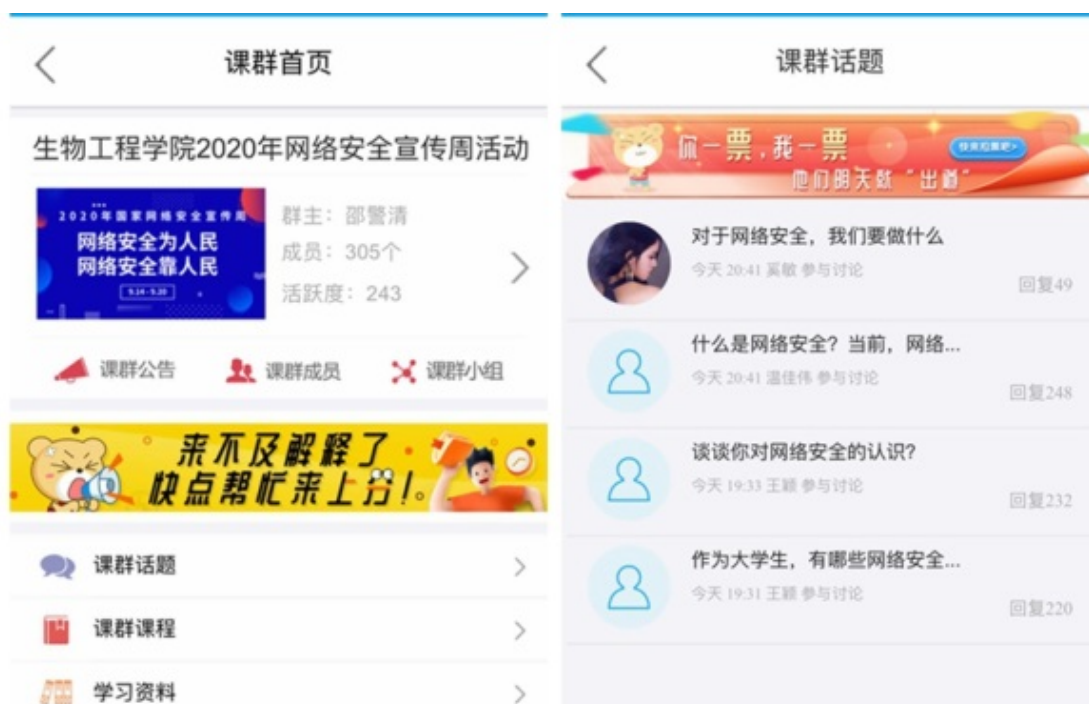 课群首页
生物工程学院2020年网络安全宣传周活动
2020年国家网络安全宣传周
网络安全为人民
网络安全靠人民
9.14-9.20
群主：邵警清
成员：305个
活跃度：243
课群公告
课群成员
课群小组
来不及解释了
快点帮忙来上分！
课群话题
课群课程
学习资料
课群话题
你一票，我一票
快来拉票吧>
他们明天就“出道”
对于网络安全，我们要做什么
今天 20:41 奚敏 参与讨论
回复49
什么是网络安全？当前，网络...
今天 20:41 温佳伟 参与讨论
回复248
谈谈你对网络安全的认识?
今天 19:33 王颖 参与讨论
回复232
作为大学生，有哪些网络安全...
今天 19:31 王颖 参与讨论
回复220